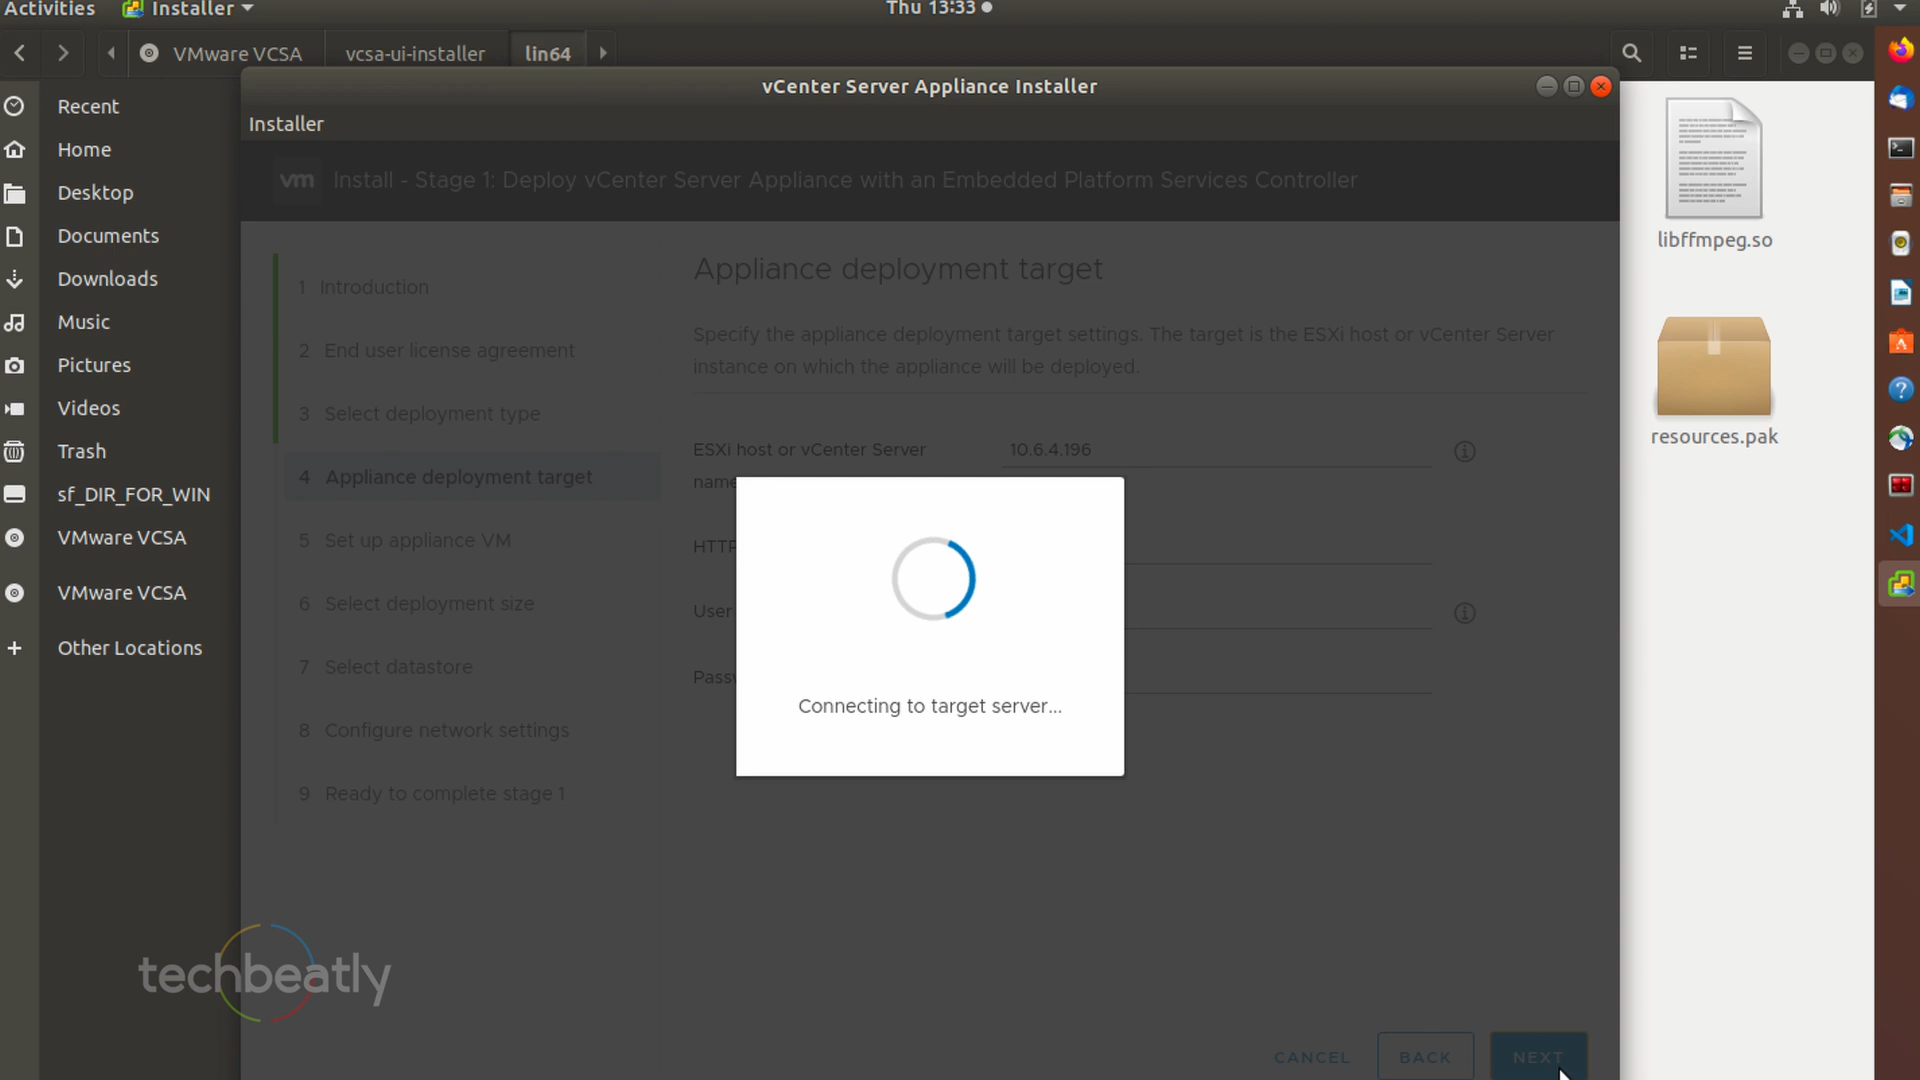 Activities
Installer
Thu 13:33
VMware VCSA
vcsa-ui-installer
lin64
vCenter Server Appliance Installer
Installer
Recent
Home
Desktop
Documents
Downloads
Music
Pictures
Videos
Trash
sf_DIR_FOR_WIN
VMware VCSA
VMware VCSA
Other Locations
vm Install - Stage 1: Deploy vCenter Server Appliance with an Embedded Platform Services Controller
1 Introduction
2 End user license agreement
3 Select deployment type
4 Appliance deployment target
5 Set up appliance VM
6 Select deployment size
7 Select datastore
8 Configure network settings
9 Ready to complete stage 1
Appliance deployment target
Specify the appliance deployment target settings. The target is the ESXi host or vCenter Server
instance on which the appliance will be deployed.
ESXi host or vCenter Server 10.6.4.196
name
HTTP
User
Passw
Connecting to target server...
CANCEL
BACK
NEXT
libffmpeg.so
resources.pak
techbeatly